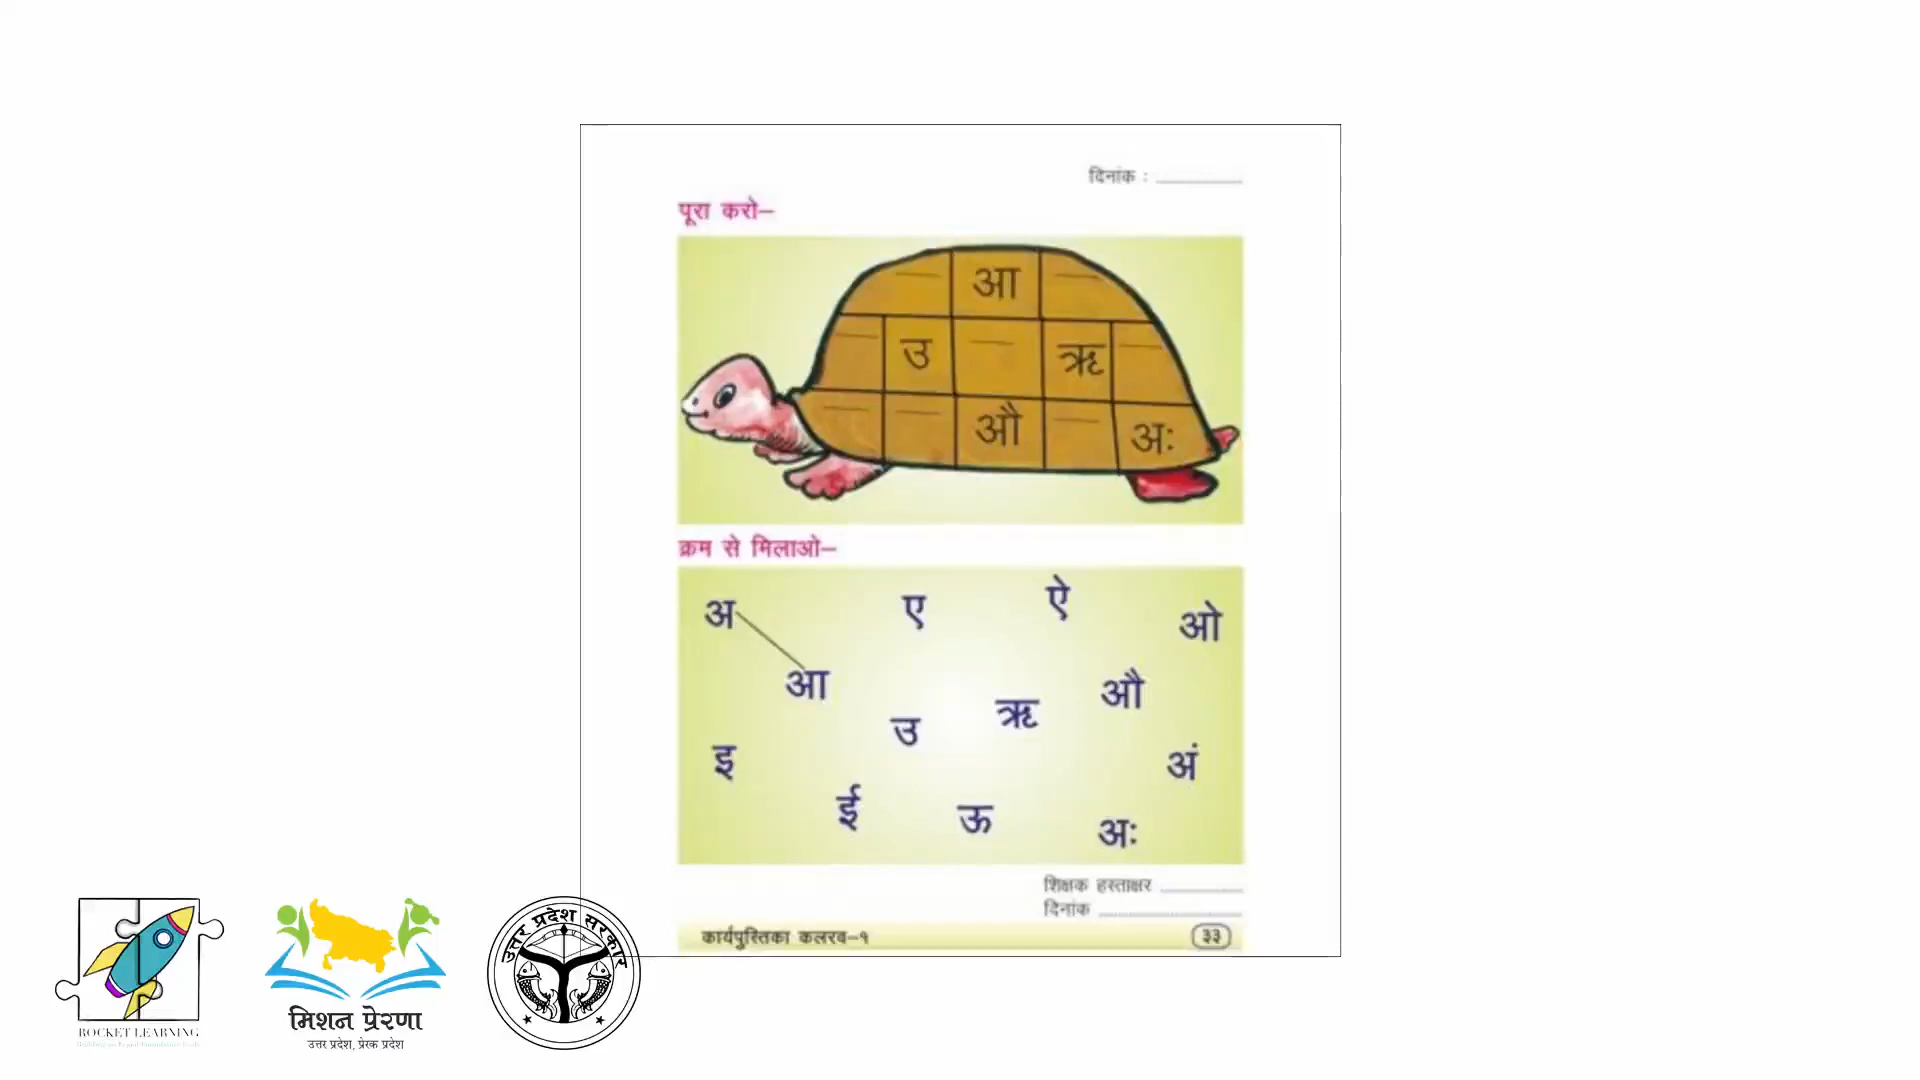 दिनांक : ..................
पूरा करो–
— आ —
— उ — ऋ —
— — औ — अः
क्रम से मिलाओ–
अ ए ऐ ओ
आ उ ऋ औ
इ ई ऊ अः अं
शिक्षक हस्ताक्षर ..................
दिनांक ..................
कार्यपुस्तिका कलरव–१ ३३
ROCKET LEARNING
मिशन प्रेरणा
उत्तर प्रदेश, प्रेरक प्रदेश
उत्तर प्रदेश सरकार